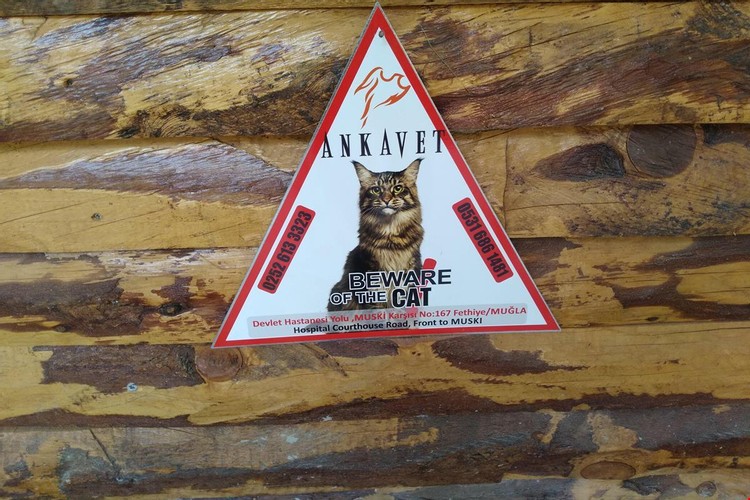 ANKAVET
0252 613 3323
0531 686 1481
BEWARE
OF THE CAT
Devlet Hastanesi Yolu ,MUSKİ Karşısı No:167 Fethiye/MUĞLA
Hospital Courthouse Road, Front to MUSKI